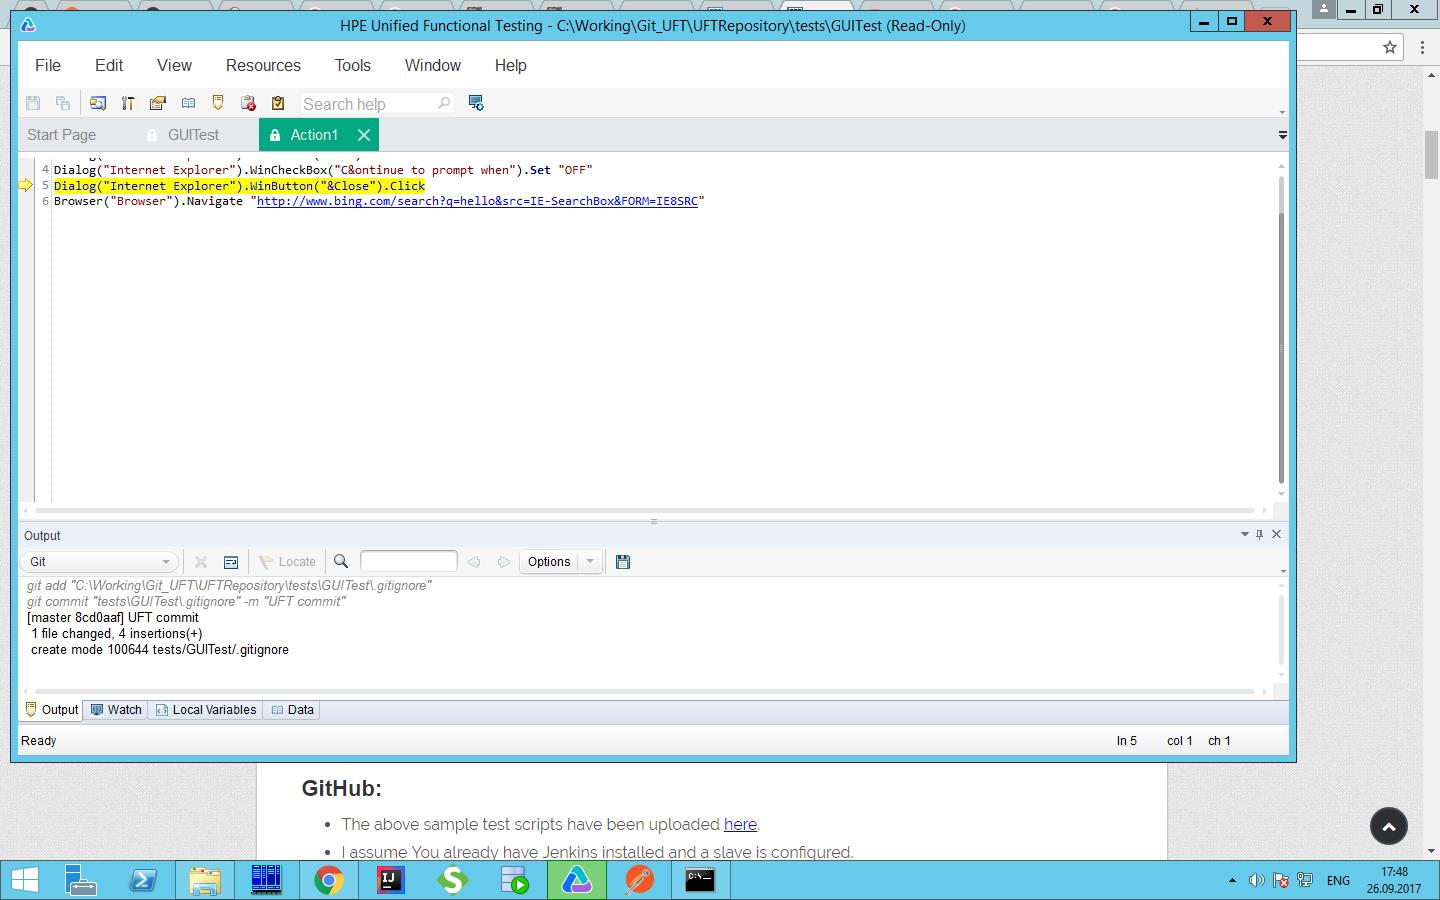 HPE Unified Functional Testing - C:\Working\Git_UFT\UFTRepository\tests\GUITest (Read-Only)
File Edit View Resources Tools Window Help
Search help
Start Page GUITest Action1
4 Dialog("Internet Explorer").WinCheckBox("C&ontinue to prompt when").Set "OFF"
5 Dialog("Internet Explorer").WinButton("&Close").Click
6 Browser("Browser").Navigate "http://www.bing.com/search?q=hello&src=IE-SearchBox&FORM=IE8SRC"
Output
Git Locate Options
git add "C:\Working\Git_UFT\UFTRepository\tests\GUITest\.gitignore"
git commit "tests\GUITest\.gitignore" -m "UFT commit"
[master 8cd0aaf] UFT commit
1 file changed, 4 insertions(+)
create mode 100644 tests/GUITest/.gitignore
Output Watch Local Variables Data
Ready ln 5 col 1 ch 1
GitHub:
• The above sample test scripts have been uploaded here.
• I assume You already have Jenkins installed and a slave is configured.
ENG 17:48
26.09.2017